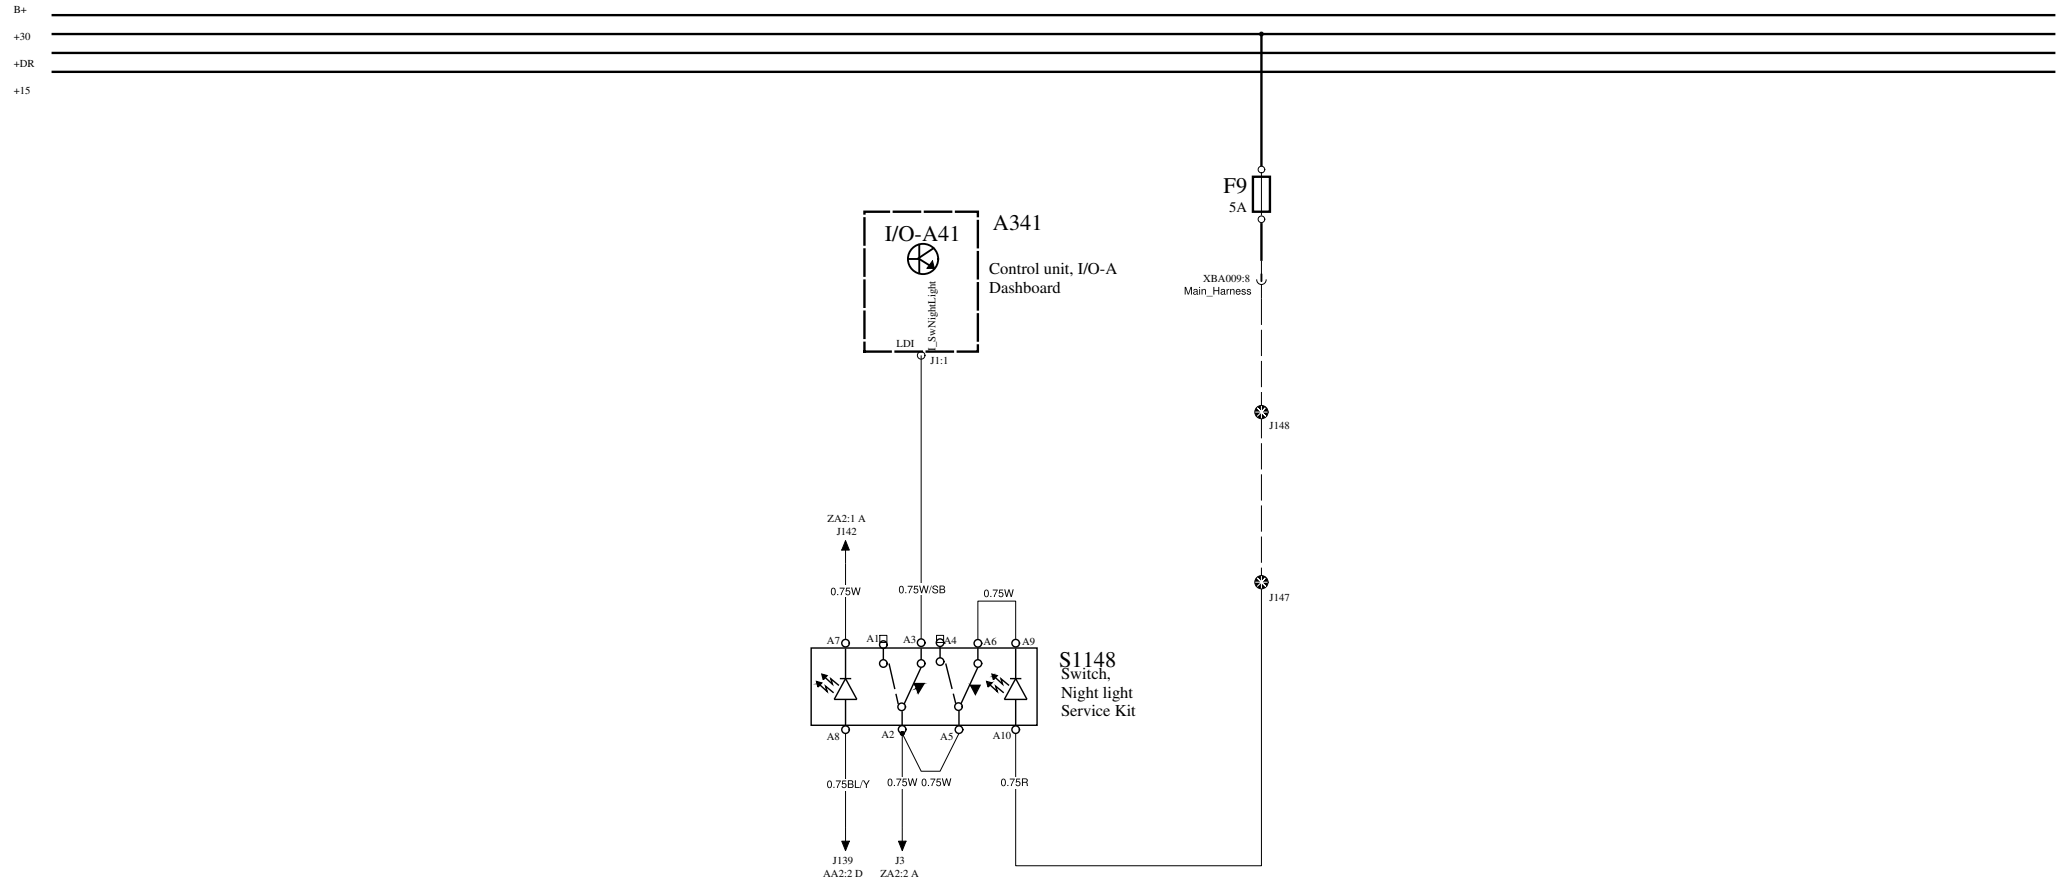 B+
+30
+DR
+15
F9
5A
A341
I/O-A41
Control unit, I/O-A
Dashboard
I_SwNightLight
LDI
J1:1
XBA009:8
Main_Harness
J148
ZA2:1 A
J142
J147
0.75W
0.75W/SB
0.75W
A7
A1
A3
A4
A6
A9
S1148
Switch,
Night light
Service Kit
A8
A2
A5
A10
0.75BL/Y
0.75W
0.75W
0.75R
J139
AA2:2 D
J3
ZA2:2 A